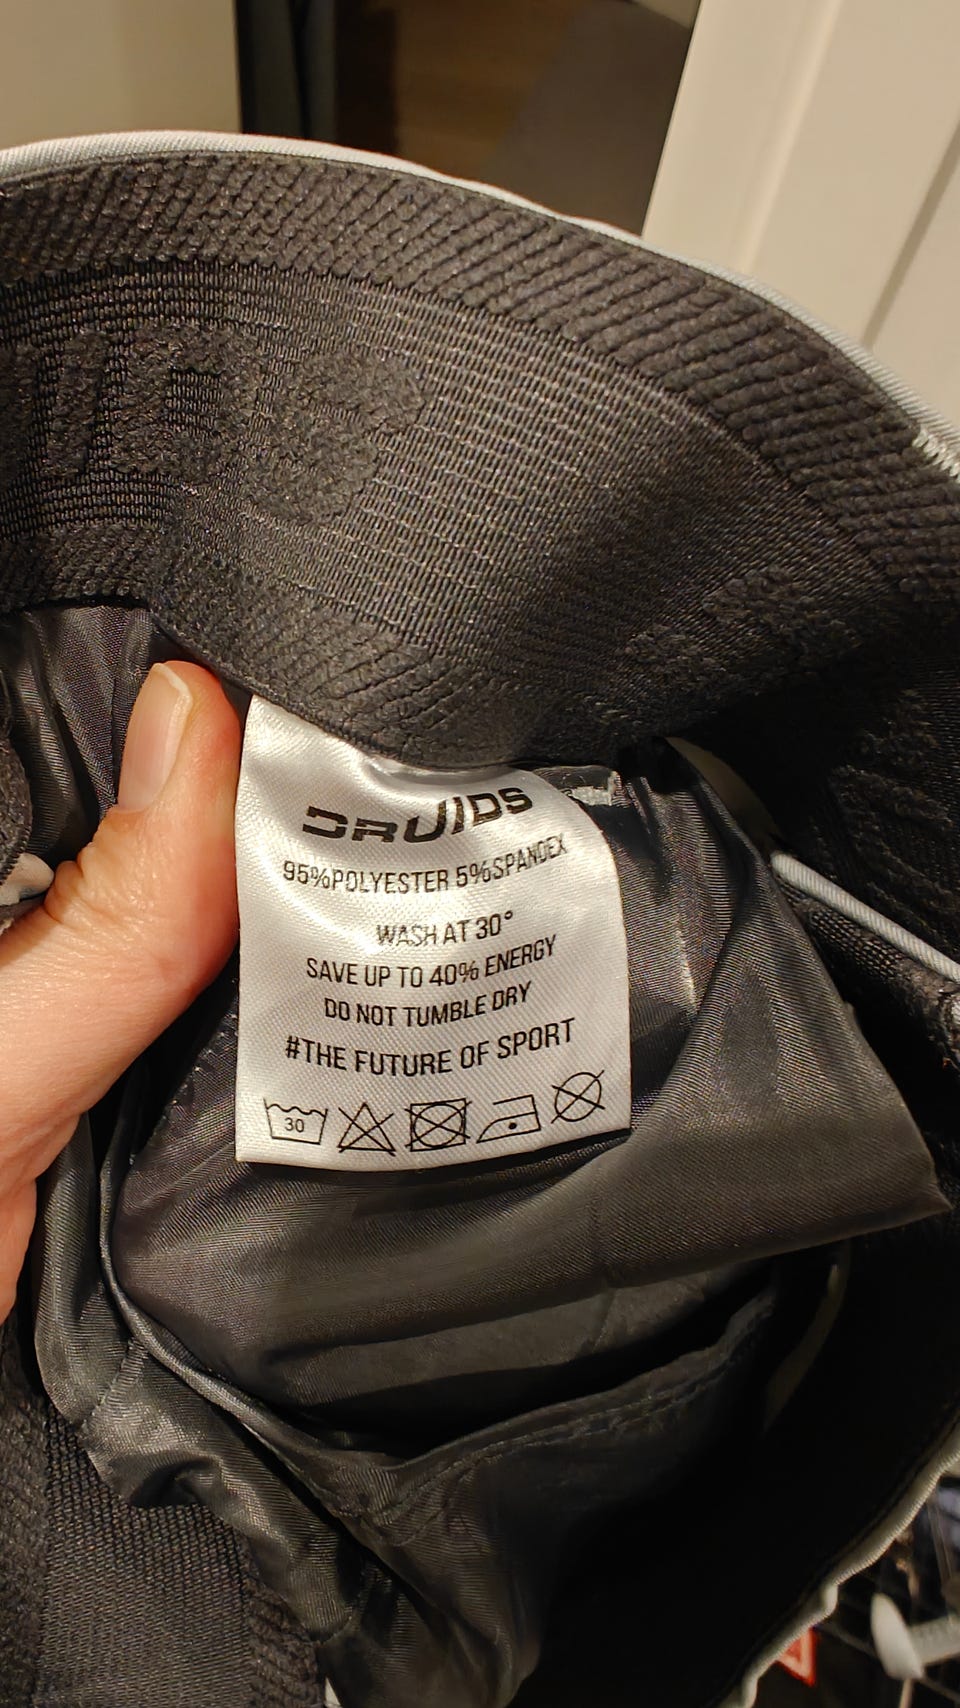 DRUIDS
95%POLYESTER 5%SPANDEX
WASH AT 30°
SAVE UP TO 40% ENERGY
DO NOT TUMBLE DRY
#THE FUTURE OF SPORT
30